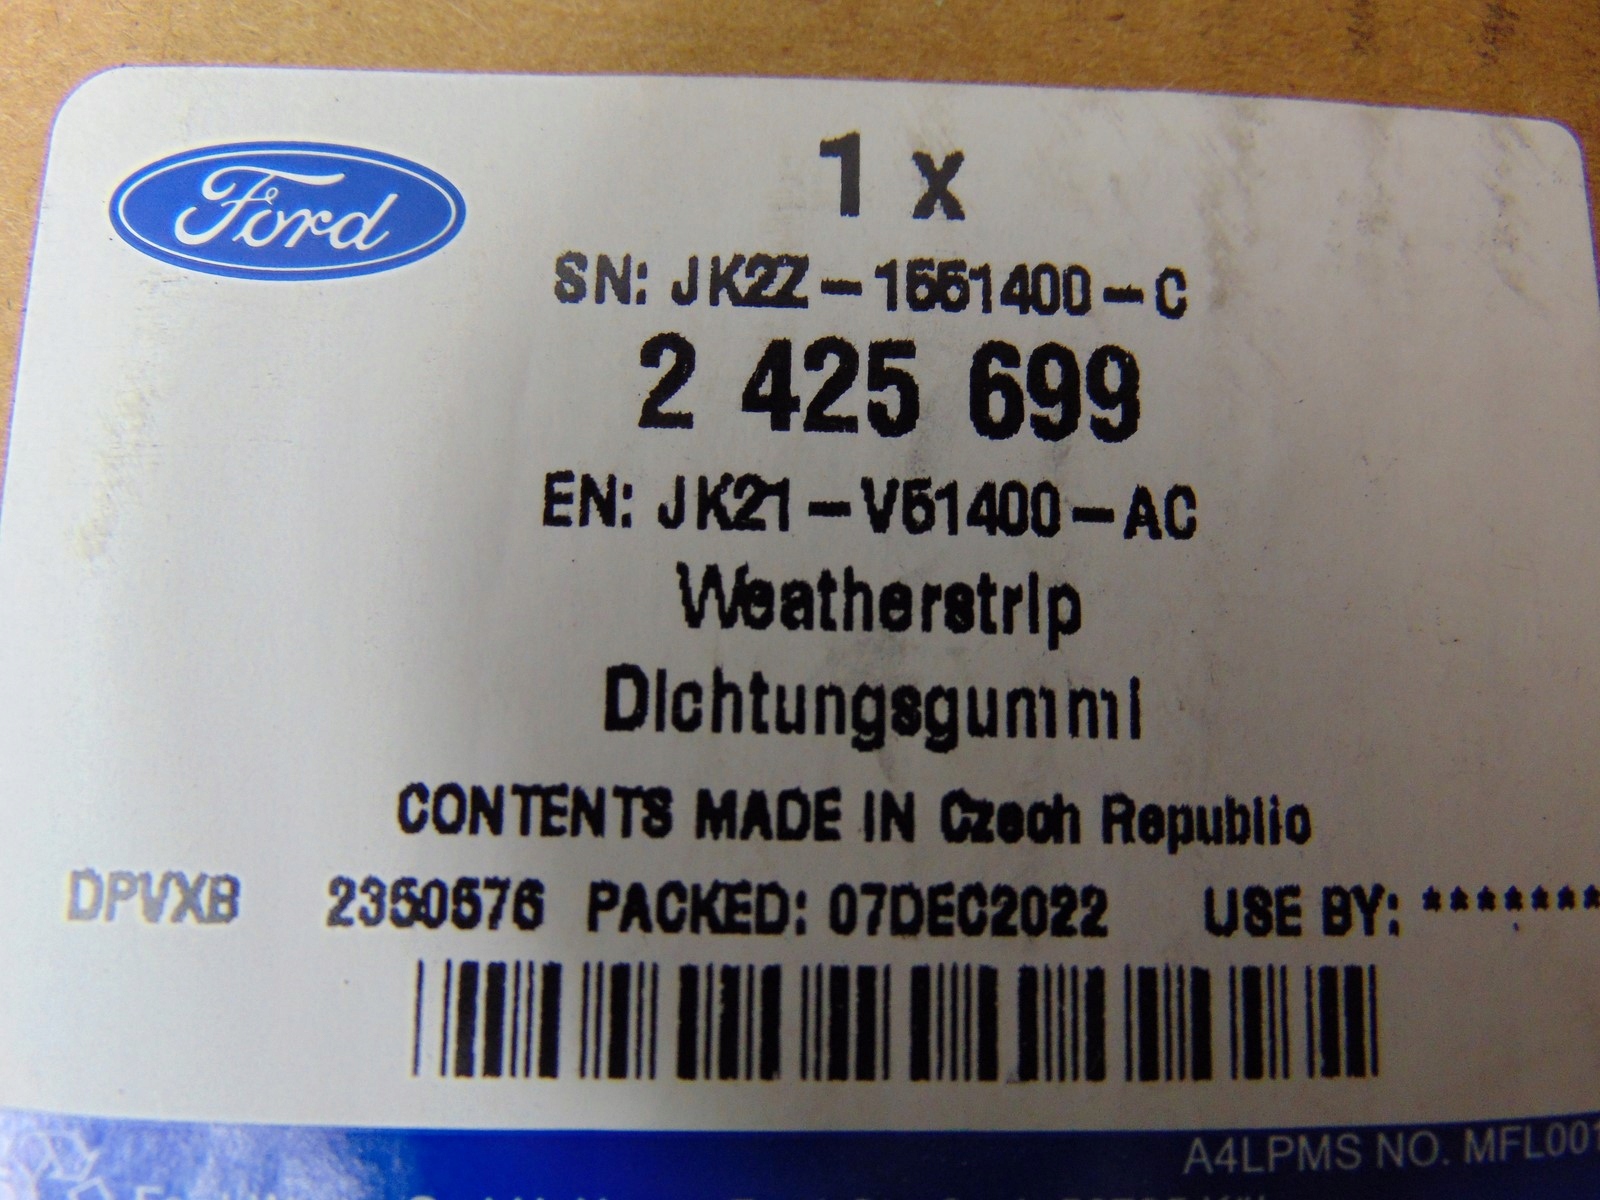 Ford
1 x
SN: JK2Z-1551400-C
2 425 699
EN: JK21-V51400-AC
Weatherstrip
Dichtungsgummi
CONTENTS MADE IN Czech Republic
DPVXB 2350576 PACKED: 07DEC2022 USE BY: *******
A4LPMS NO. MFL001